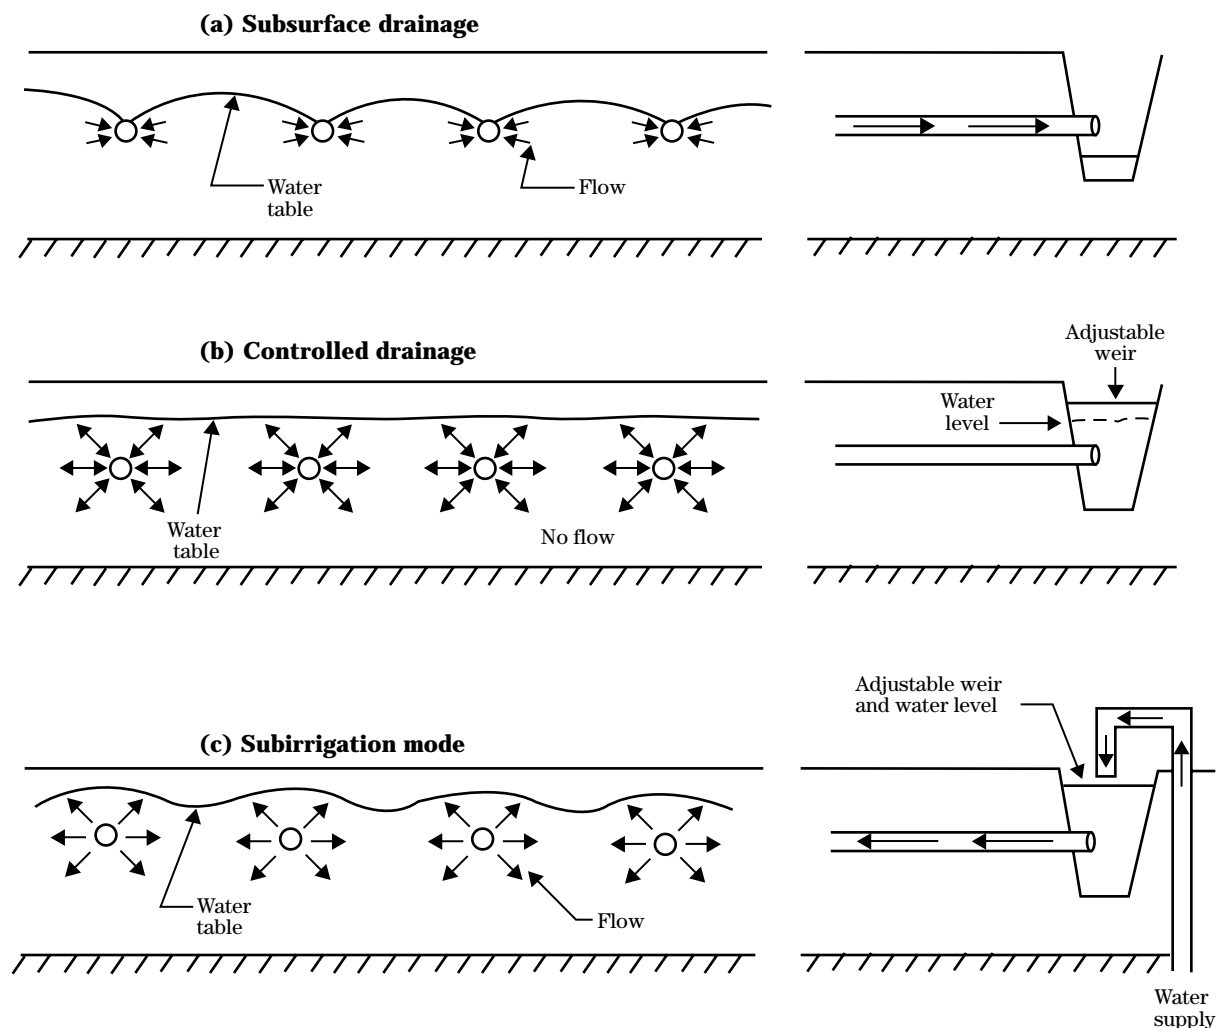 (a) Subsurface drainage
Water
table
Flow
(b) Controlled drainage
Adjustable
weir
Water
level
Water
table
No flow
Adjustable weir
and water level
(c) Subirrigation mode
Water
table
Flow
Water
supply